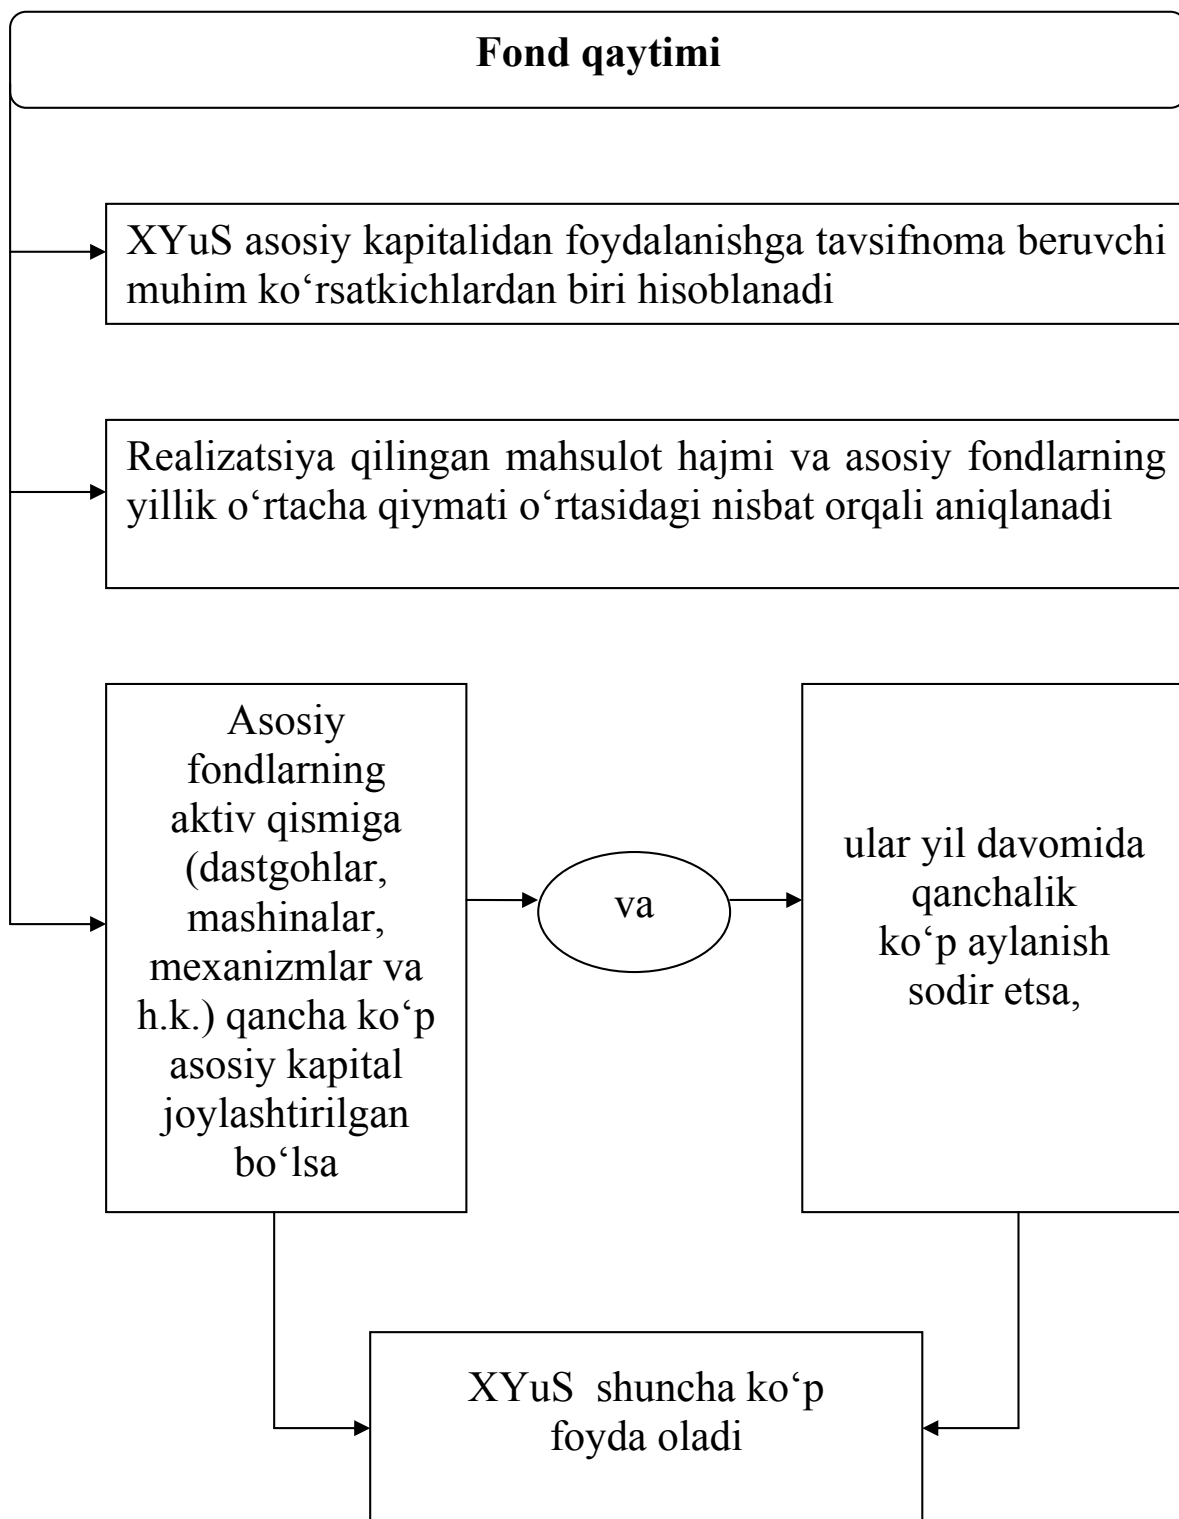 Fond qaytimi
XYuS asosiy kapitalidan foydalanishga tavsifnoma beruvchi
muhim ko‘rsatkichlardan biri hisoblanadi
Realizatsiya qilingan mahsulot hajmi va asosiy fondlarning
yillik o‘rtacha qiymati o‘rtasidagi nisbat orqali aniqlanadi
Asosiy
fondlarning
aktiv qismiga
(dastgohlar,
mashinalar,
mexanizmlar va
h.k.) qancha ko‘p
asosiy kapital
joylashtirilgan
bo‘lsa
va
ular yil davomida
qanchalik
ko‘p aylanish
sodir etsa,
XYuS shuncha ko‘p
foyda oladi